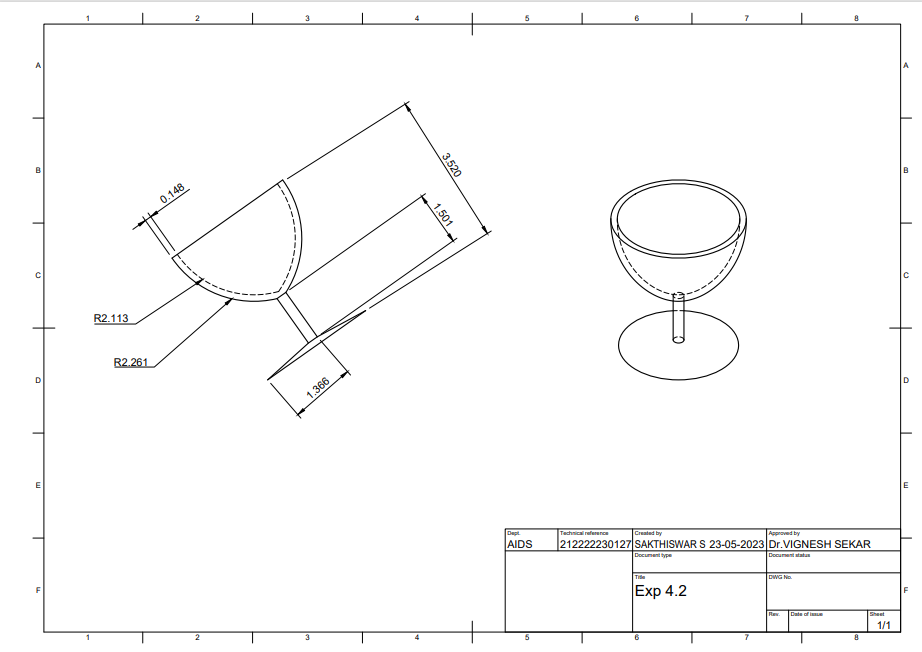 1 2 3 4 5 6 7 8
A A
B B
C C
D D
E E
F F
0.148
3.520
1.501
R2.113
R2.261
1.366
Dept. Technical reference Created by Approved by
AIDS 212222230127 SAKTHISWAR S 23-05-2023 Dr.VIGNESH SEKAR
Document type Document status
Title DWG No.
Exp 4.2
Rev. Date of issue Sheet
1/1
1 2 3 4 5 6 7 8